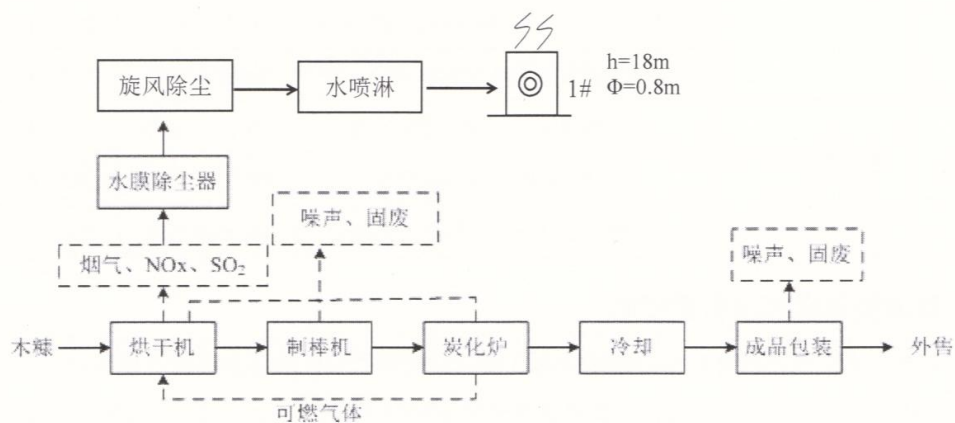 h=18m
旋风除尘
水喷淋
1#
Φ=0.8m
水膜除尘器
噪声、固废
噪声、固废
烟气、NOx、SO₂
木糠
烘干机
制棒机
炭化炉
冷却
成品包装
外售
可燃气体